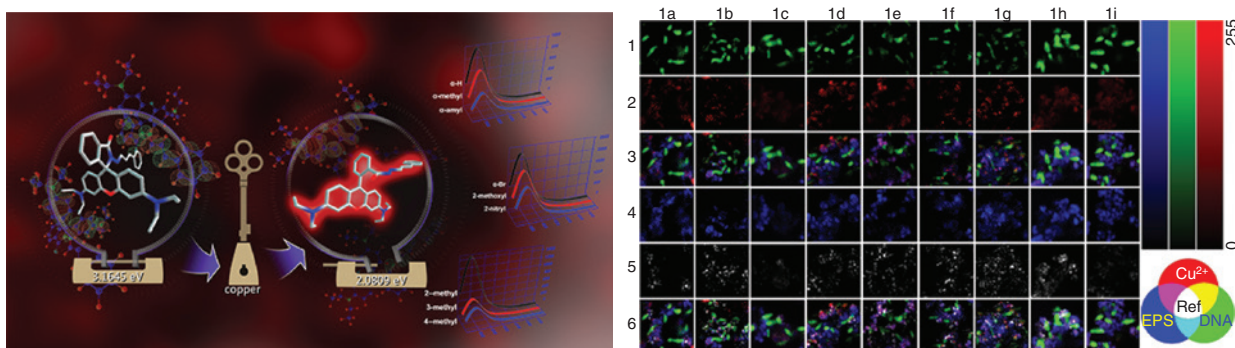 α-H
α-methyl
α-amyl
α-Br
2-methoxyl
2-nitryl
2-methyl
3-methyl
4-methyl
3.1645 eV
copper
2.0809 eV
1a 1b 1c 1d 1e 1f 1g 1h 1i
1
2
3
4
5
6
255
0
Cu²⁺
Ref
EPS
DNA